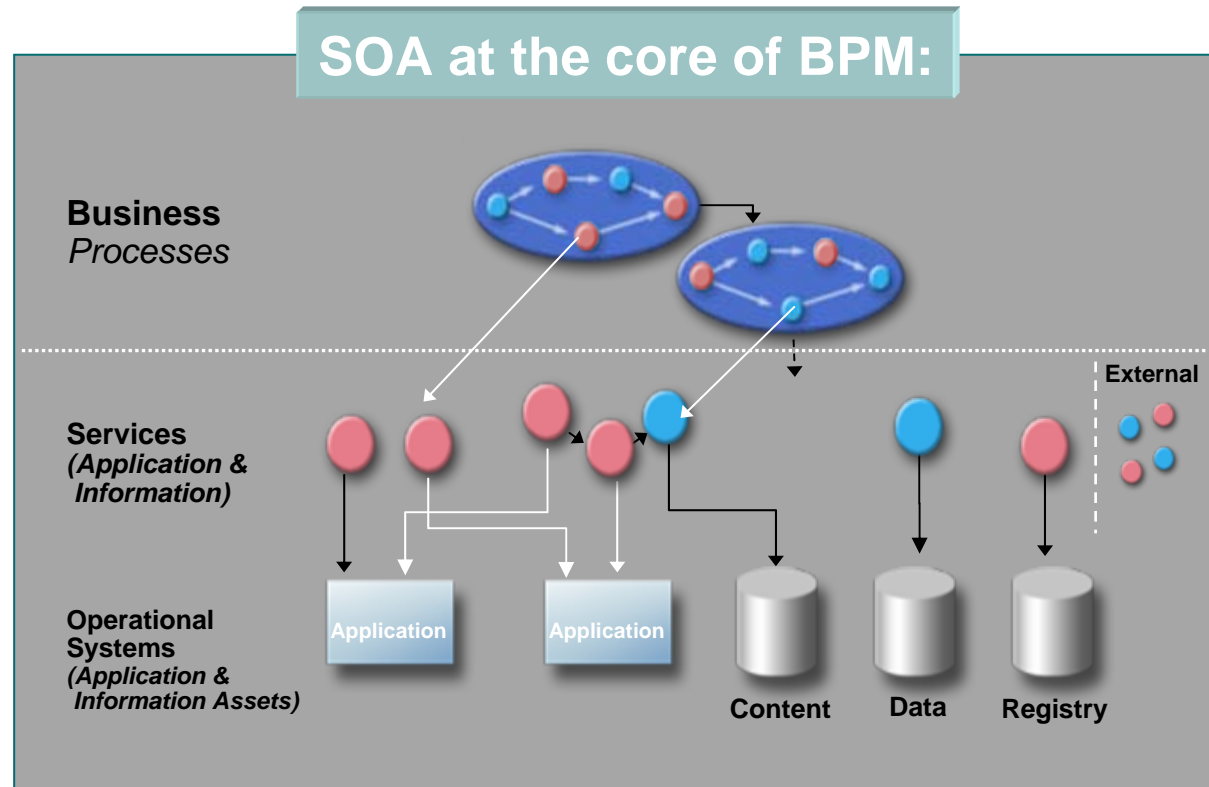 SOA at the core of BPM:
Business
Processes
External
Services
(Application &
Information)
Operational
Systems
(Application &
Information Assets)
Application
Application
Content
Data
Registry